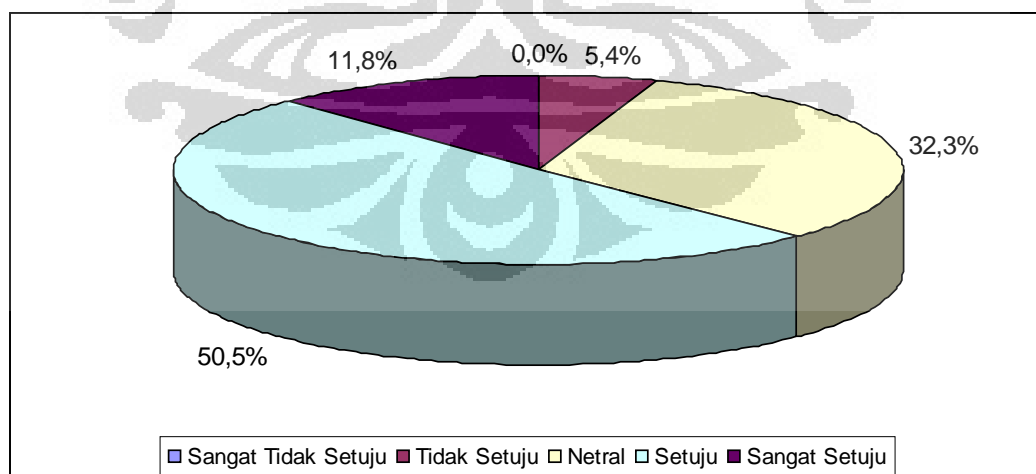 11,8%
0,0%
5,4%
32,3%
50,5%
Sangat Tidak Setuju
Tidak Setuju
Netral
Setuju
Sangat Setuju